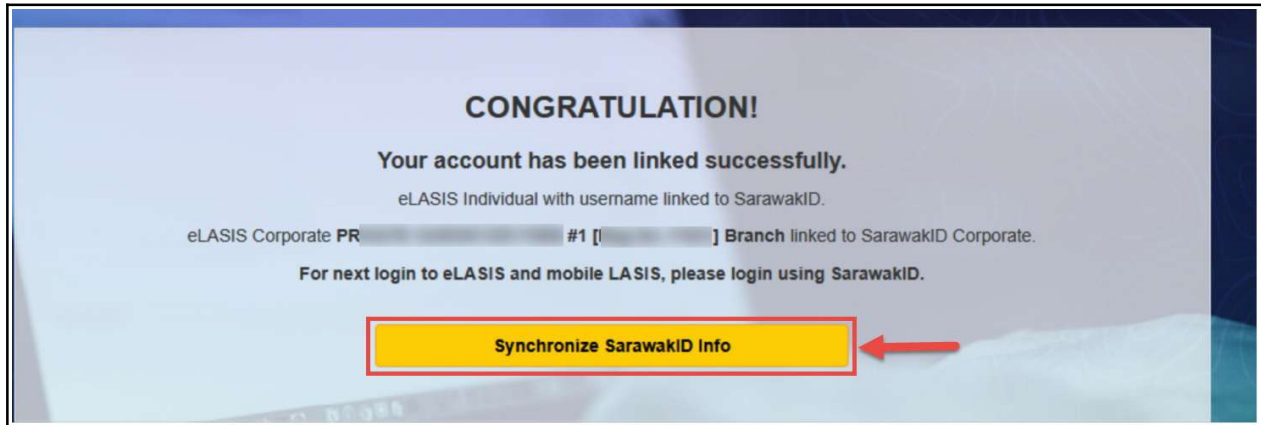 CONGRATULATION!
Your account has been linked successfully.
eLASIS Individual with username linked to SarawakID.
eLASIS Corporate PR #1 [ ] Branch linked to SarawakID Corporate.
For next login to eLASIS and mobile LASIS, please login using SarawakID.
Synchronize SarawakID Info